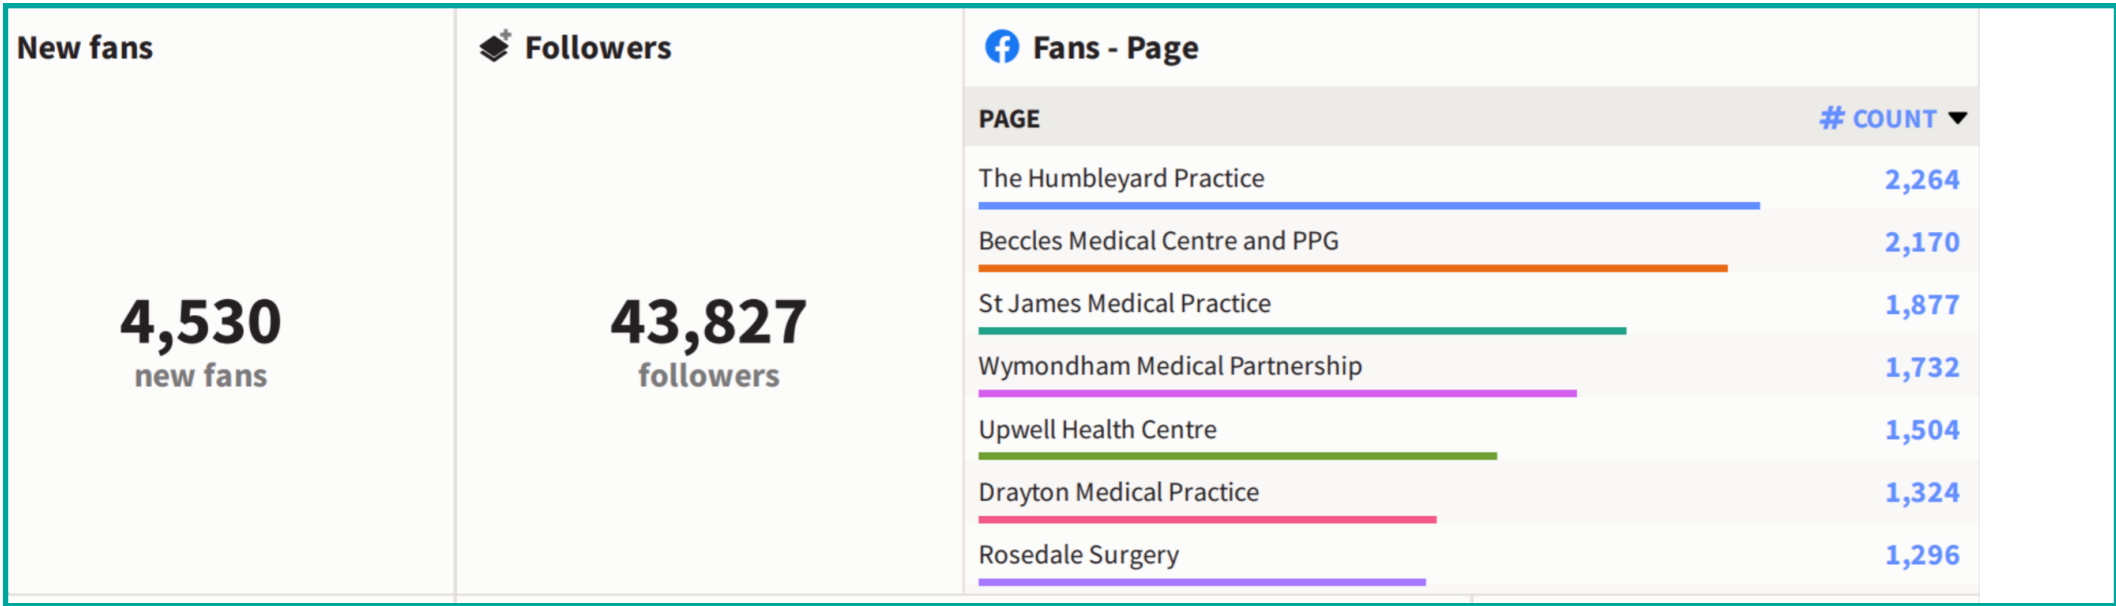 New fans
4,530
new fans
Followers
43,827
followers
Fans - Page
PAGE # COUNT
The Humbleyard Practice 2,264
Beccles Medical Centre and PPG 2,170
St James Medical Practice 1,877
Wymondham Medical Partnership 1,732
Upwell Health Centre 1,504
Drayton Medical Practice 1,324
Rosedale Surgery 1,296